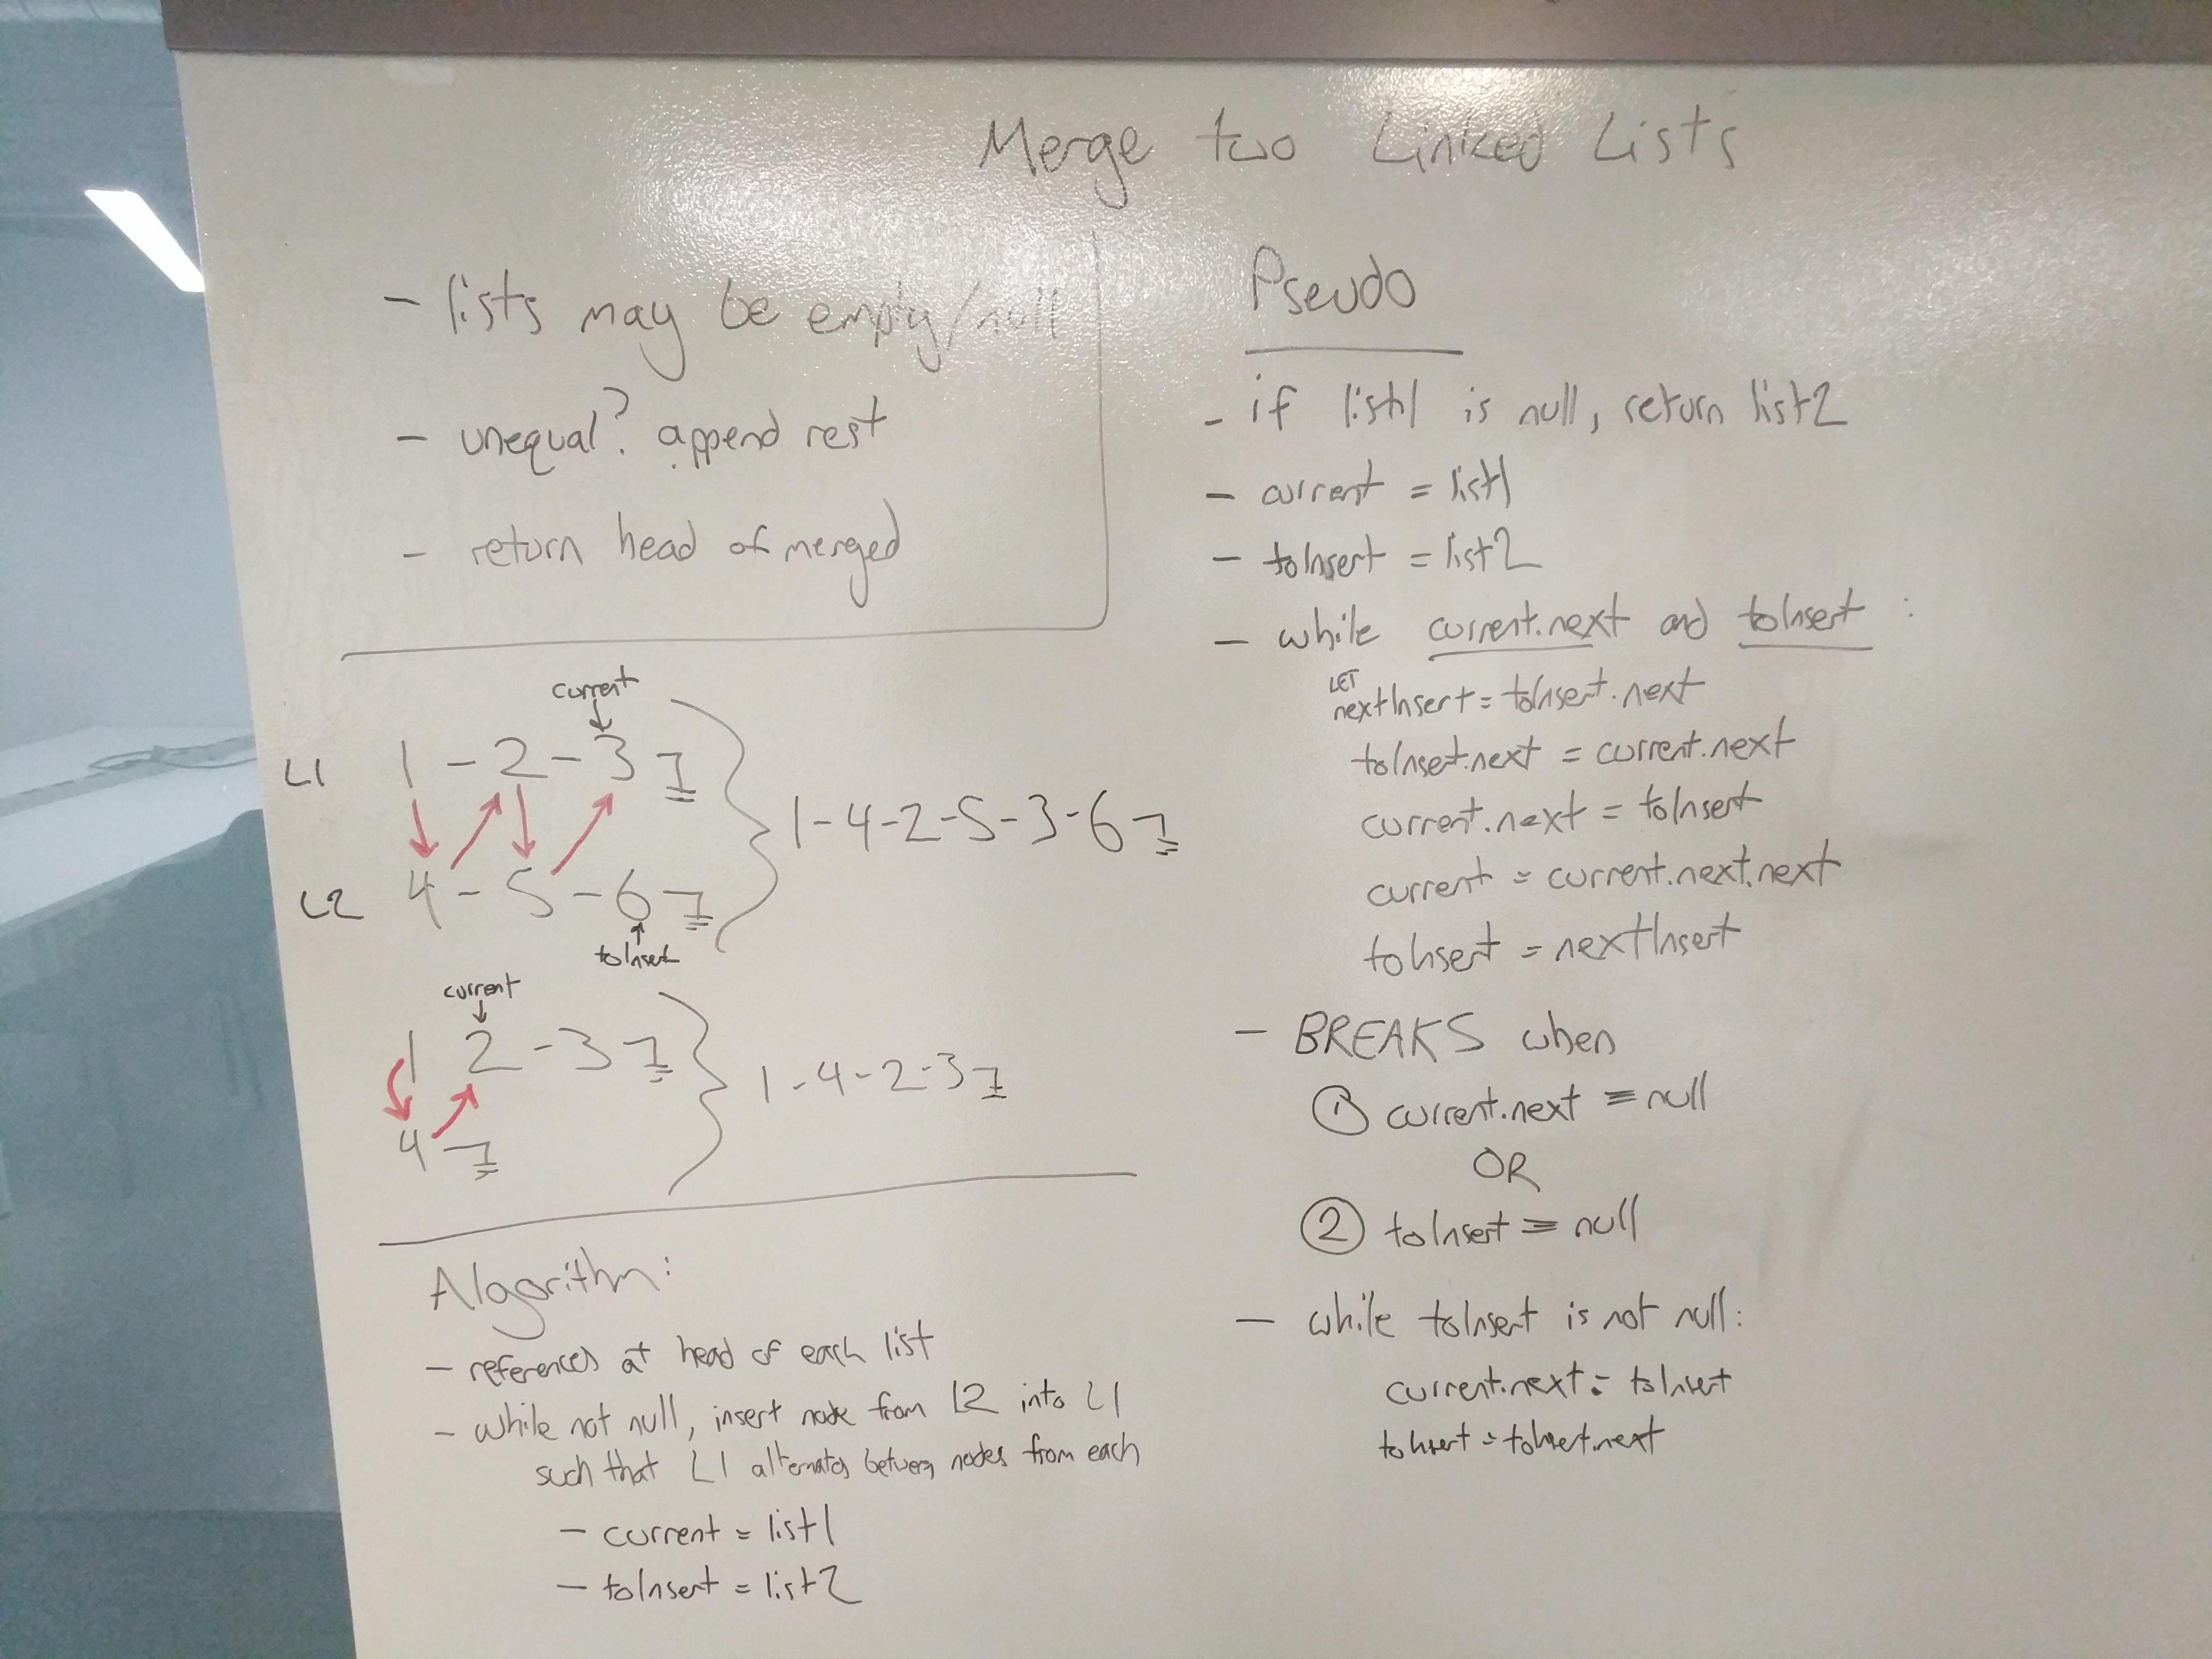 Merge two Linked Lists
- lists may be empty/null
- unequal? append rest
- return head of merged
current
L1 1 - 2 - 3
L2 4 - 5 - 6
toInsert
1-4-2-5-3-6
current
1 2 - 3
4
1-4-2-3
Algorithm:
- references at head of each list
- while not null, insert node from L2 into L1
such that L1 alternates between nodes from each
- current = list1
- toInsert = list2
Pseudo
- if list1 is null, return list2
- current = list1
- toInsert = list2
- while current.next and toInsert :
LET
nextInsert = toInsert.next
toInsert.next = current.next
current.next = toInsert
current = current.next.next
toInsert = nextInsert
- BREAKS when
① current.next = null
OR
② toInsert = null
- while toInsert is not null:
current.next = toInsert
toInsert = toInsert.next